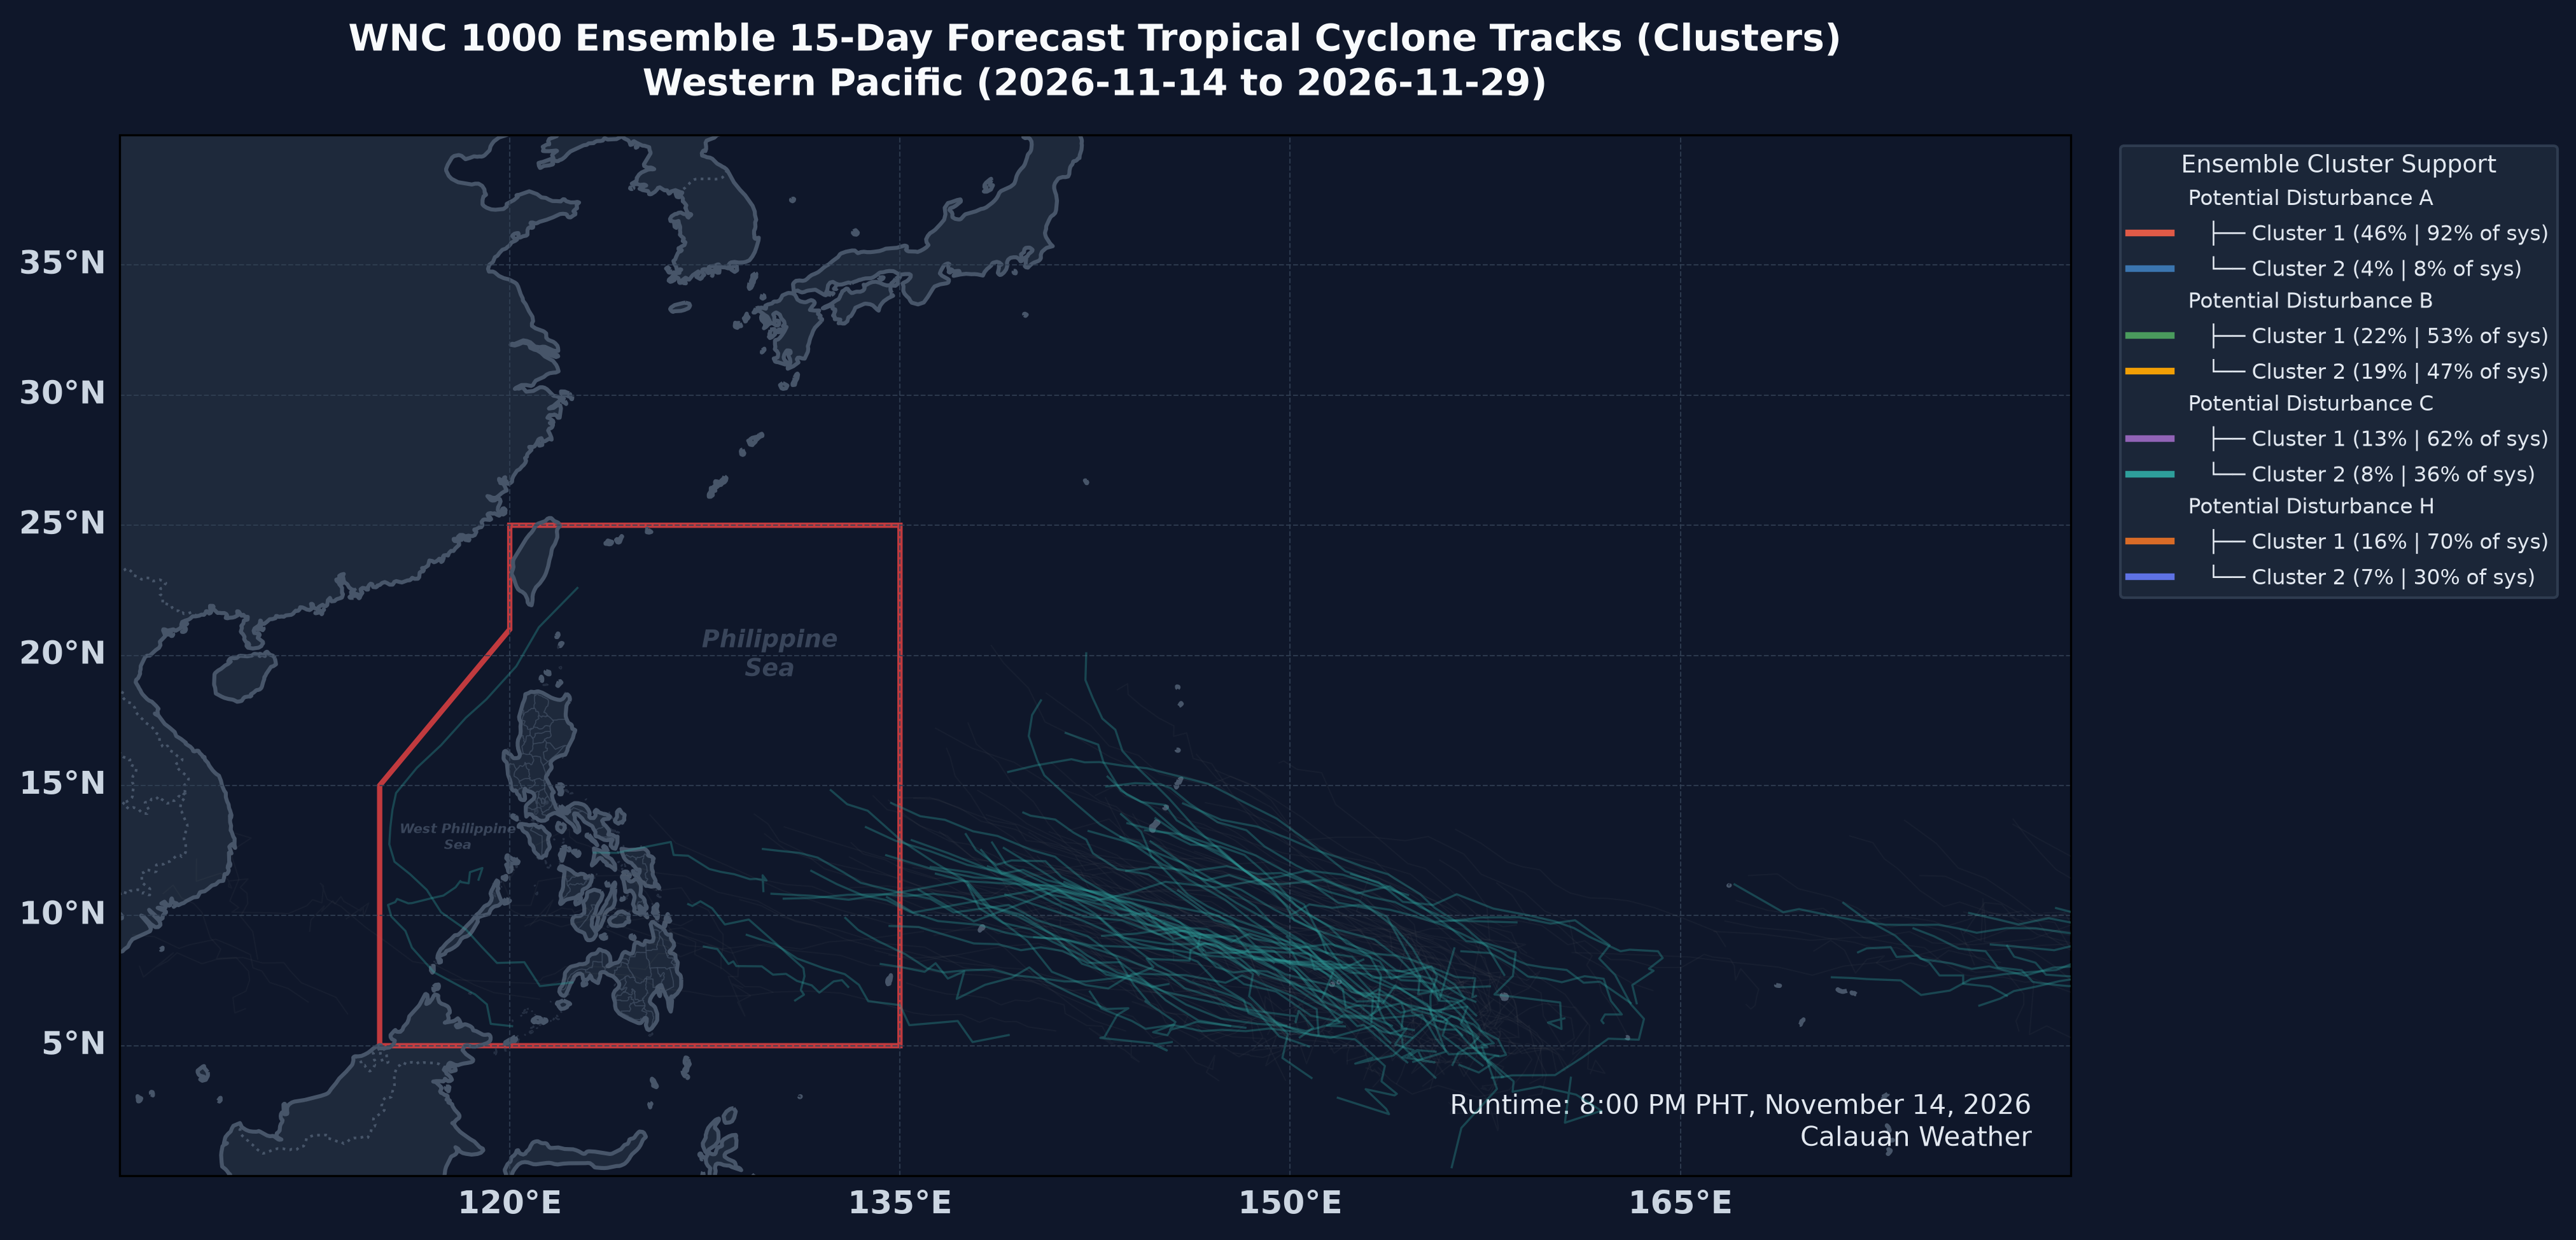 WNC 1000 Ensemble 15-Day Forecast Tropical Cyclone Tracks (Clusters)
Western Pacific (2026-11-14 to 2026-11-29)
Ensemble Cluster Support
Potential Disturbance A
├── Cluster 1 (46% | 92% of sys)
└── Cluster 2 (4% | 8% of sys)
Potential Disturbance B
├── Cluster 1 (22% | 53% of sys)
└── Cluster 2 (19% | 47% of sys)
Potential Disturbance C
├── Cluster 1 (13% | 62% of sys)
└── Cluster 2 (8% | 36% of sys)
Potential Disturbance H
├── Cluster 1 (16% | 70% of sys)
└── Cluster 2 (7% | 30% of sys)
35°N
30°N
25°N
20°N
15°N
10°N
5°N
Philippine
Sea
West Philippine
Sea
Runtime: 8:00 PM PHT, November 14, 2026
Calauan Weather
120°E
135°E
150°E
165°E